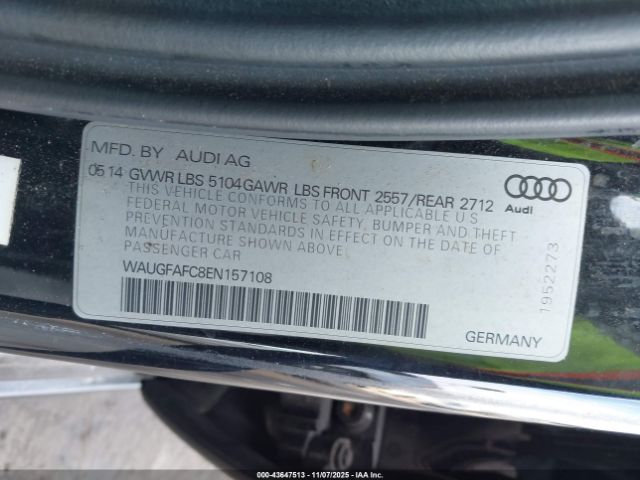 MFD. BY AUDI AG
05 14 GVWR LBS 5104 GAWR LBS FRONT 2557/REAR 2712
THIS VEHICLE CONFORMS TO ALL APPLICABLE U S
FEDERAL MOTOR VEHICLE SAFETY, BUMPER AND THEFT
PREVENTION STANDARDS IN EFFECT ON THE DATE OF
MANUFACTURE SHOWN ABOVE.
PASSENGER CAR
WAUGFAFC8EN157108
Audi
1952273
GERMANY
000-43647513 — 11/07/2025 — © COPYRIGHT IAA, LLC